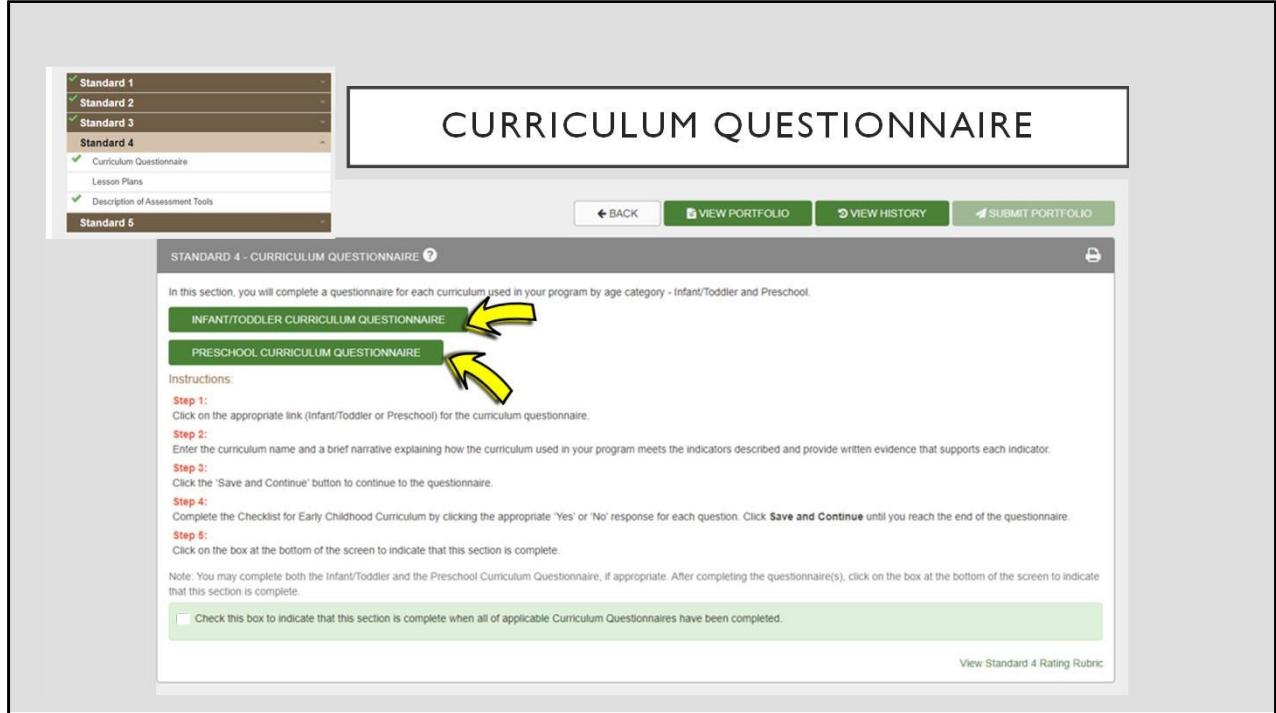 Standard 1
Standard 2
Standard 3
Standard 4
Curriculum Questionnaire
Lesson Plans
Description of Assessment Tools
Standard 5
CURRICULUM QUESTIONNAIRE
BACK
VIEW PORTFOLIO
VIEW HISTORY
SUBMIT PORTFOLIO
STANDARD 4 - CURRICULUM QUESTIONNAIRE ?
In this section, you will complete a questionnaire for each curriculum used in your program by age category - Infant/Toddler and Preschool.
INFANT/TODDLER CURRICULUM QUESTIONNAIRE
PRESCHOOL CURRICULUM QUESTIONNAIRE
Instructions:
Step 1:
Click on the appropriate link (Infant/Toddler or Preschool) for the curriculum questionnaire.
Step 2:
Enter the curriculum name and a brief narrative explaining how the curriculum used in your program meets the indicators described and provide written evidence that supports each indicator.
Step 3:
Click the 'Save and Continue' button to continue to the questionnaire.
Step 4:
Complete the Checklist for Early Childhood Curriculum by clicking the appropriate 'Yes' or 'No' response for each question. Click Save and Continue until you reach the end of the questionnaire.
Step 5:
Click on the box at the bottom of the screen to indicate that this section is complete.
Note: You may complete both the Infant/Toddler and the Preschool Curriculum Questionnaire, if appropriate. After completing the questionnaire(s), click on the box at the bottom of the screen to indicate
that this section is complete.
Check this box to indicate that this section is complete when all of applicable Curriculum Questionnaires have been completed.
View Standard 4 Rating Rubric